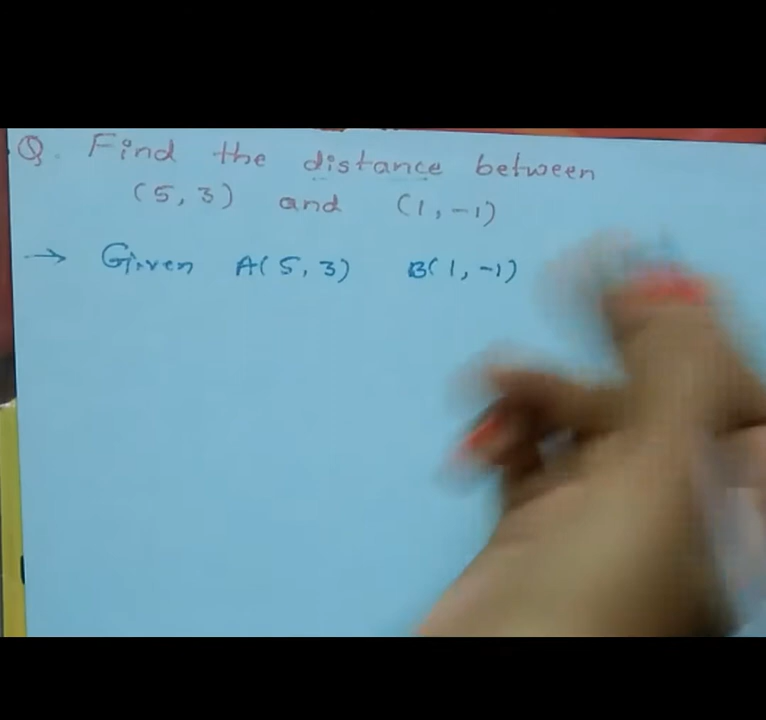 Q. Find the distance between
(5, 3) and (1, -1)
→ Given A(5, 3) B(1, -1)